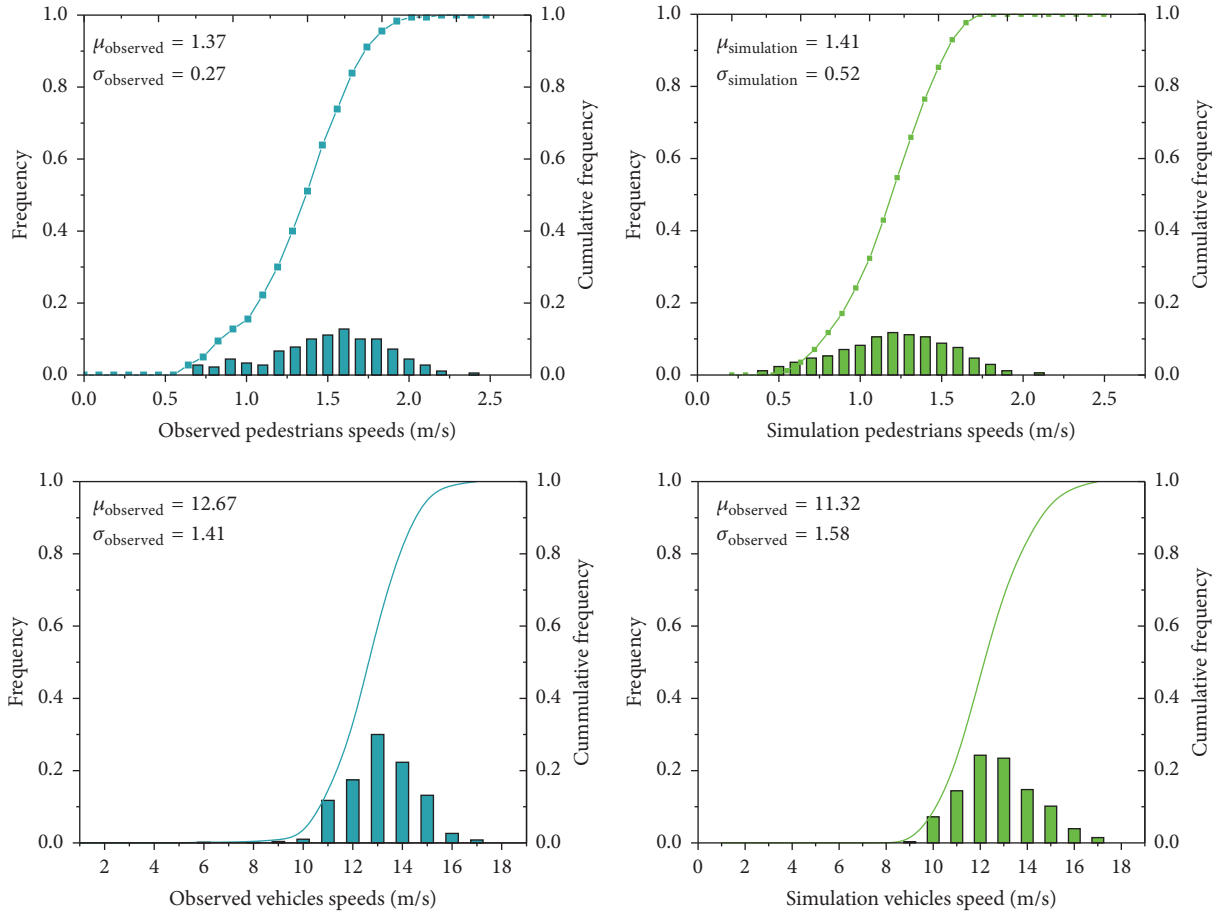 μobserved = 1.37
σobserved = 0.27
1.0
0.8
0.6
0.4
0.2
0.0
Frequency
1.0
0.8
0.6
0.4
0.2
0.0
Cumulative frequency
0.0 1.0 1.5 2.0 2.5
Observed pedestrians speeds (m/s)
μsimulation = 1.41
σsimulation = 0.52
1.0
0.8
0.6
0.4
0.2
0.0
Frequency
1.0
0.8
0.6
0.4
0.2
0.0
Cumulative frequency
0.0 0.5 1.0 1.5 2.0 2.5
Simulation pedestrians speeds (m/s)
μobserved = 12.67
σobserved = 1.41
1.0
0.8
0.6
0.4
0.2
0.0
Frequency
1.0
0.8
0.6
0.4
0.2
0.0
Cummulative frequency
2 4 6 8 10 12 14 16 18
Observed vehicles speeds (m/s)
μobserved = 11.32
σobserved = 1.58
1.0
0.8
0.6
0.4
0.2
0.0
Frequency
1.0
0.8
0.6
0.4
0.2
0.0
Cumulative frequency
0 2 4 6 8 10 12 14 16 18
Simulation vehicles speed (m/s)